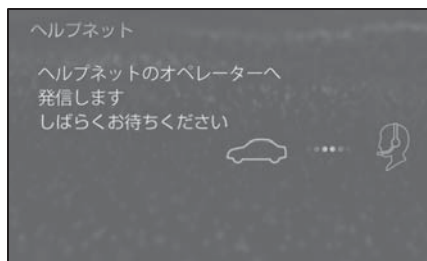 ヘルプネット
ヘルプネットのオペレーターへ
発信します
しばらくお待ちください